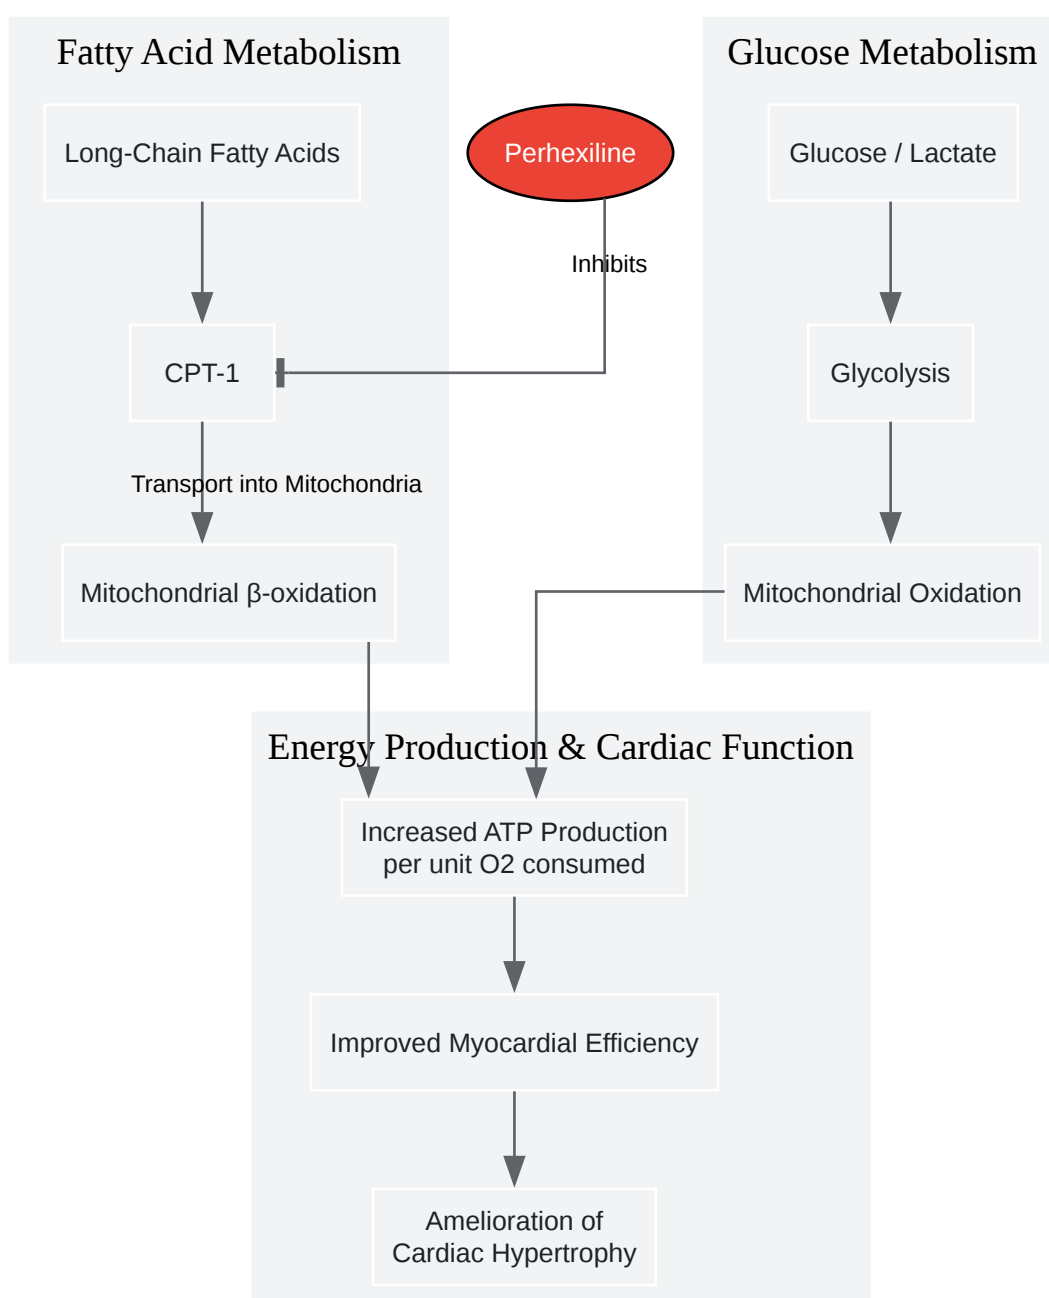 Fatty Acid Metabolism
Glucose Metabolism
Long-Chain Fatty Acids
Perhexiline
Glucose / Lactate
Inhibits
CPT-1
Glycolysis
Transport into Mitochondria
Mitochondrial β-oxidation
Mitochondrial Oxidation
Energy Production & Cardiac Function
Increased ATP Production
per unit O2 consumed
Improved Myocardial Efficiency
Amelioration of
Cardiac Hypertrophy